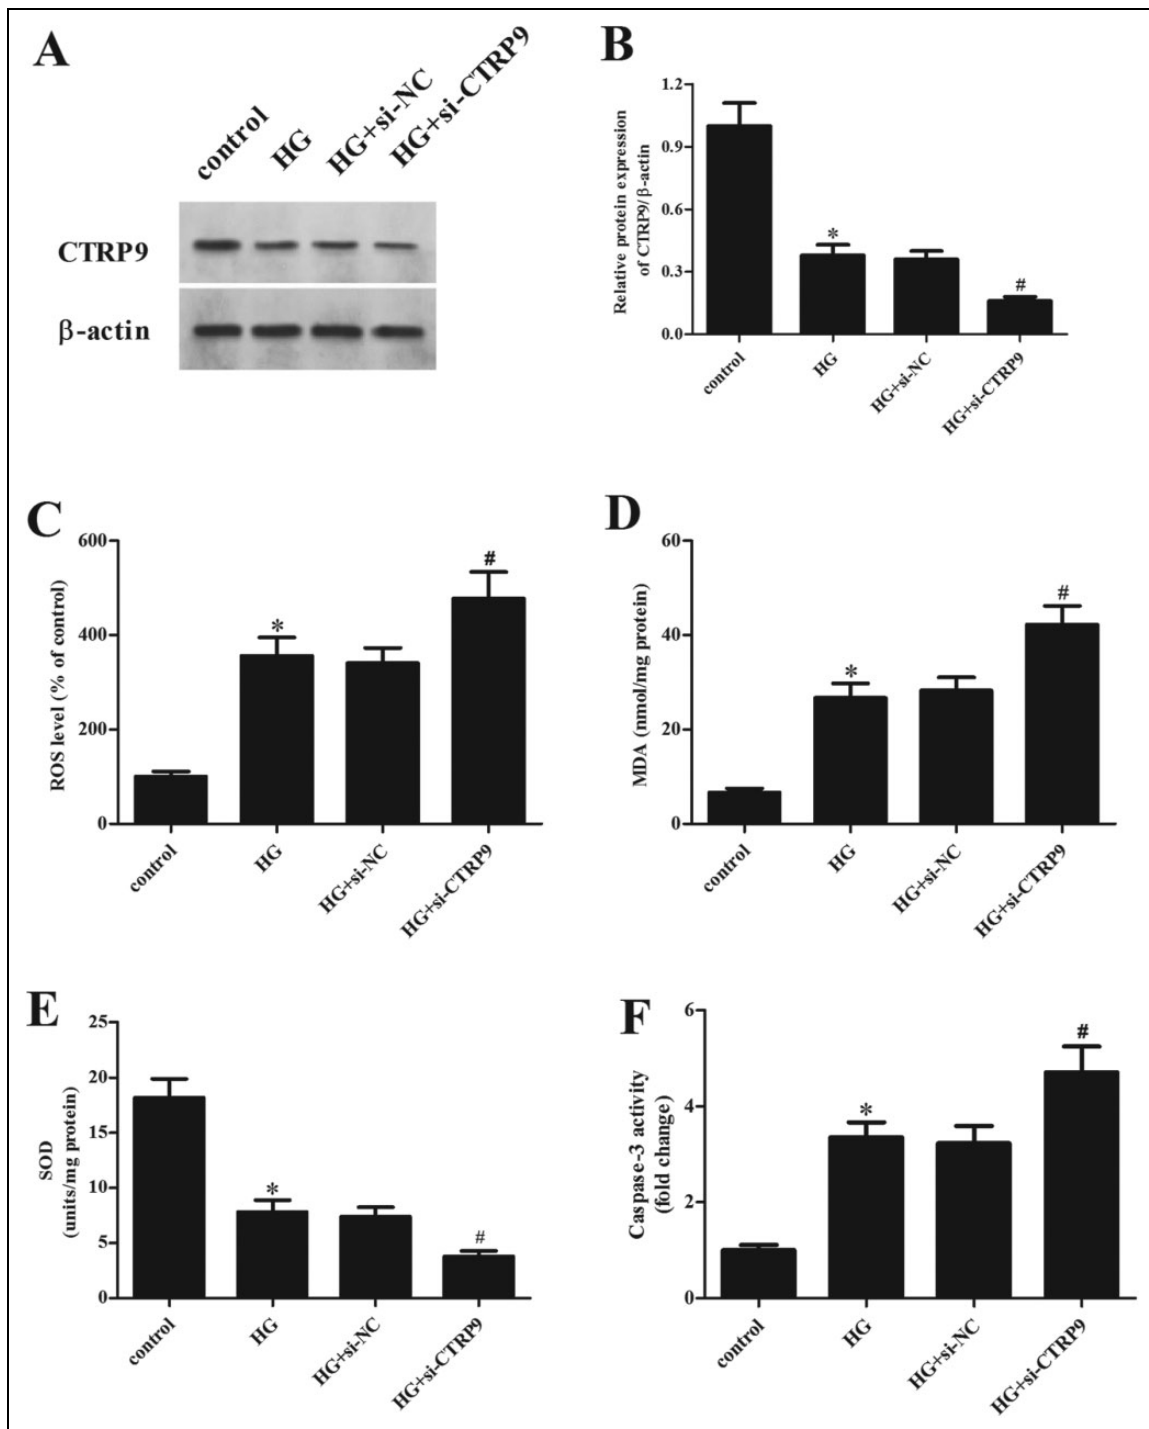 A
control
HG
HG+si-NC
HG+si-CTRP9
CTRP9
β-actin
B
Relative protein expression
of CTRP9/β-actin
1.2
0.9
0.6
0.3
0.0
*
#
control
HG
HG+si-NC
HG+si-CTRP9
C
ROS level (% of control)
600
400
200
0
*
#
control
HG
HG+si-NC
HG+si-CTRP9
D
MDA (nmol/mg protein)
60
40
20
0
*
#
control
HG
HG+si-NC
HG+si-CTRP9
E
SOD
(units/mg protein)
25
20
15
10
5
0
*
#
control
HG
HG+si-NC
HG+si-CTRP9
F
Caspase-3 activity
(fold change)
6
4
2
0
*
#
control
HG
HG+si-NC
HG+si-CTRP9